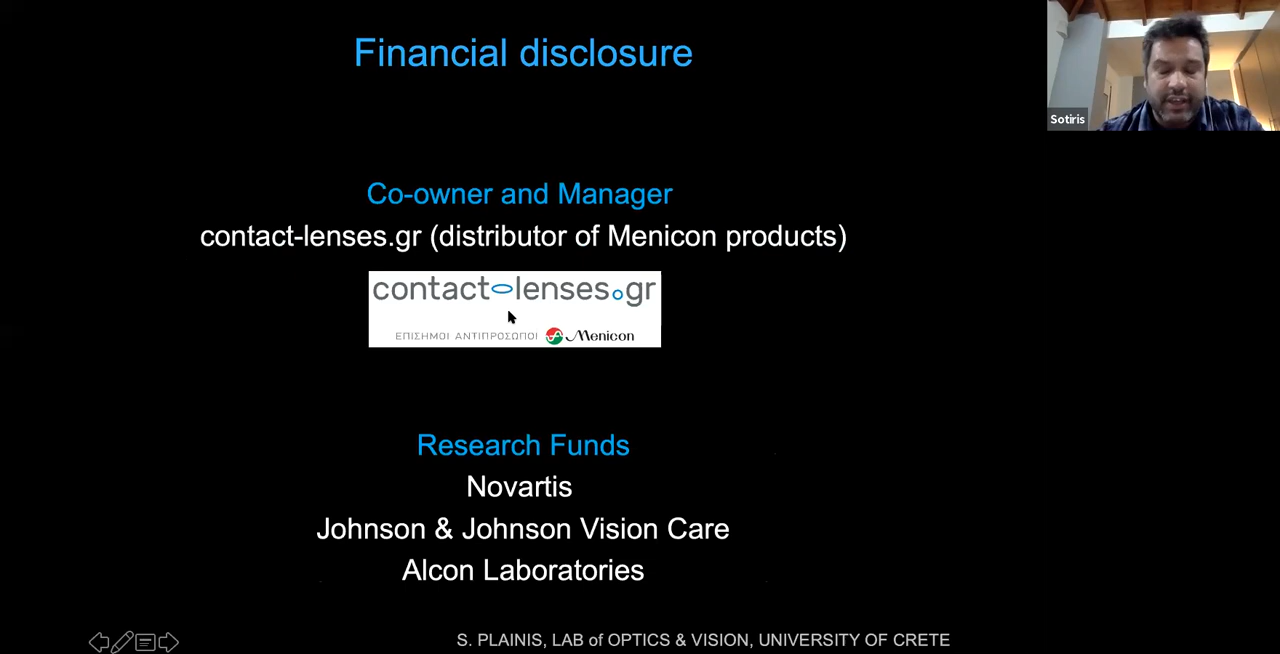 Financial disclosure
Sotiris
Co-owner and Manager
contact-lenses.gr (distributor of Menicon products)
contact-lenses.gr
ΕΠΙΣΗΜΟΙ ΑΝΤΙΠΡΟΣΩΠΟΙ Menicon
Research Funds
Novartis
Johnson & Johnson Vision Care
Alcon Laboratories
S. PLAINIS, LAB of OPTICS & VISION, UNIVERSITY OF CRETE